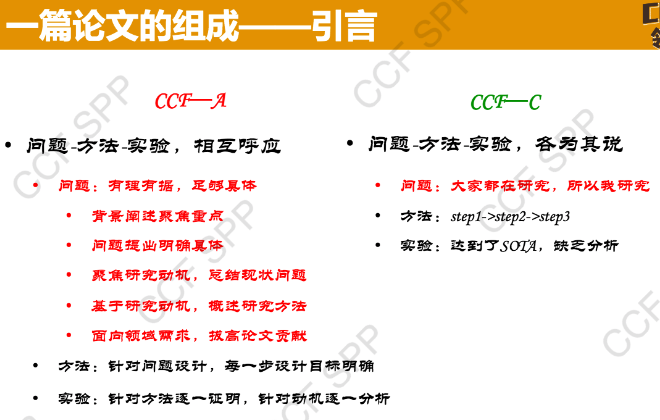 一篇论文的组成——引言
CCF—A
• 问题-方法-实验，相互呼应
• 问题：有理有据，足够具体
• 背景阐述聚焦重点
• 问题提出明确具体
• 聚焦研究动机，总结现状问题
• 基于研究动机，概述研究方法
• 面向领域需求，拔高论文贡献
• 方法：针对问题设计，每一步设计目标明确
• 实验：针对方法逐一证明，针对动机逐一分析
CCF—C
• 问题-方法-实验，各为其说
• 问题：大家都在研究，所以我研究
• 方法：step1->step2->step3
• 实验：达到了SOTA，缺乏分析
CCF SPP
CCF SPP
CCF SPP
CCF SPP
CCF SPP
CCF